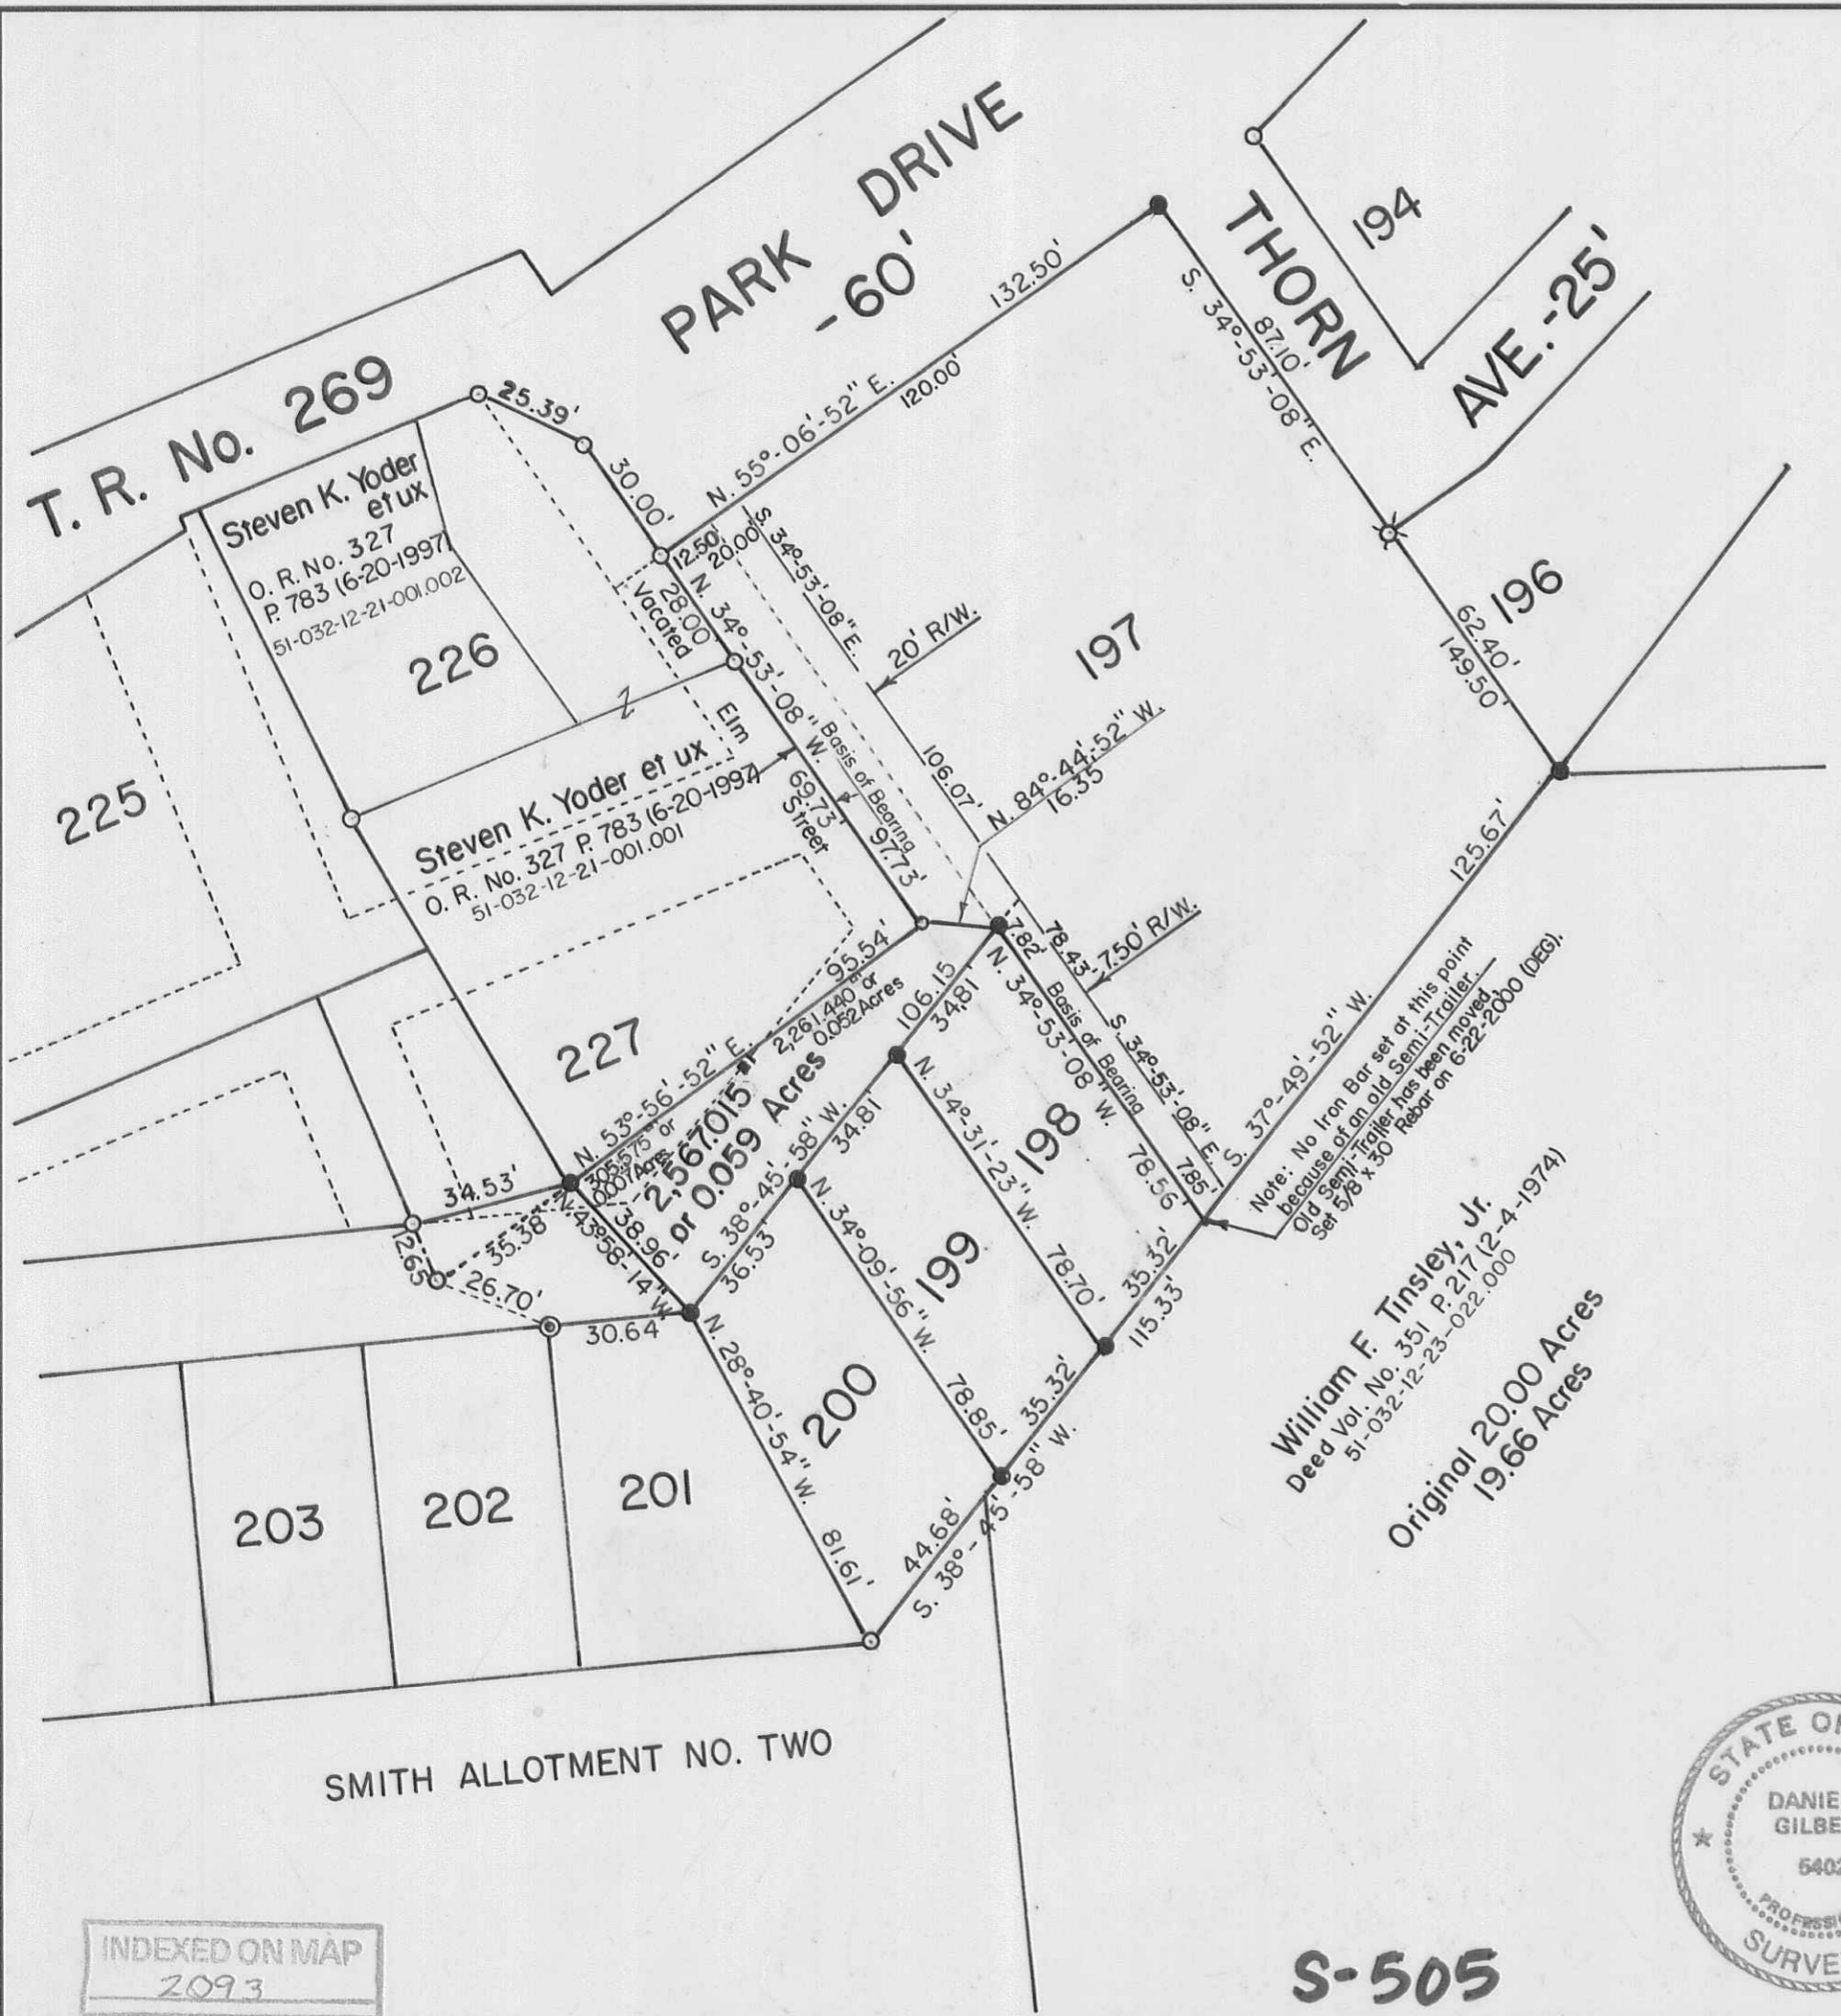 PARK DRIVE
-60'
THORN
AVE.-25'
194
T. R. No. 269
25.39'
30.00'
132.50'
N. 55°-06'-52" E.
120.00'
12.50'
20.00'
S. 34°-53'-08" E.
87.10'
S. 34°-53'-08" E.
Steven K. Yoder
et ux
O. R. No. 327
P. 783 (6-20-1997)
51-032-12-21-001.002
226
28.00'
Vacated
N. 34°-53'-08" W.
20' R/W.
197
196
62.40'
149.50'
225
Z
Elm
Street
Basis of Bearing
69.73'
97.73'
106.07'
N. 84°-44'-52" W.
16.35
Steven K. Yoder et ux
O. R. No. 327 P. 783 (6-20-1997)
51-032-12-21-001.001
125.67'
95.54'
7.82'
78.43'
7.50' R/W.
227
N. 53°-56'-52" E.
2,261.440 or
0.052 Acres
106.15
34.81
N. 34°-53'-08" W.
Basis of Bearing
S. 34°-53'-08" E.
S. 37°-49'-52" W.
Note: No Iron Bar set at this point
because of an old Semi-Trailer.
Old Semi-Trailer has been moved,
Set 5/8 x 30" Rebar on 6-22-2000 (DEG).
305.575 or
0.007 Acres
2,567.015
or 0.059 Acres
34.81'
N. 34°-31'-23" W.
198
78.56'
7.85'
34.53'
35.38'
12.65'
26.70'
N. 43°58'-14" W.
38.96'
S. 38°-45'-58" W.
36.53'
N. 34°-09'-56" W.
199
78.70'
35.32'
115.33'
30.64
N. 28°-40'-54" W.
200
78.85'
35.32'
William F. Tinsley, Jr.
Deed Vol. No. 351 P. 217 (2-4-1974)
51-032-12-23-022.000
Original 20.00 Acres
19.66 Acres
203
202
201
81.61'
44.68'
S. 38°-45'-58" W.
SMITH ALLOTMENT NO. TWO
STATE O
DANIE
GILBE
540
PROFESSI
SURVE
INDEXED ON MAP
2093
S-505